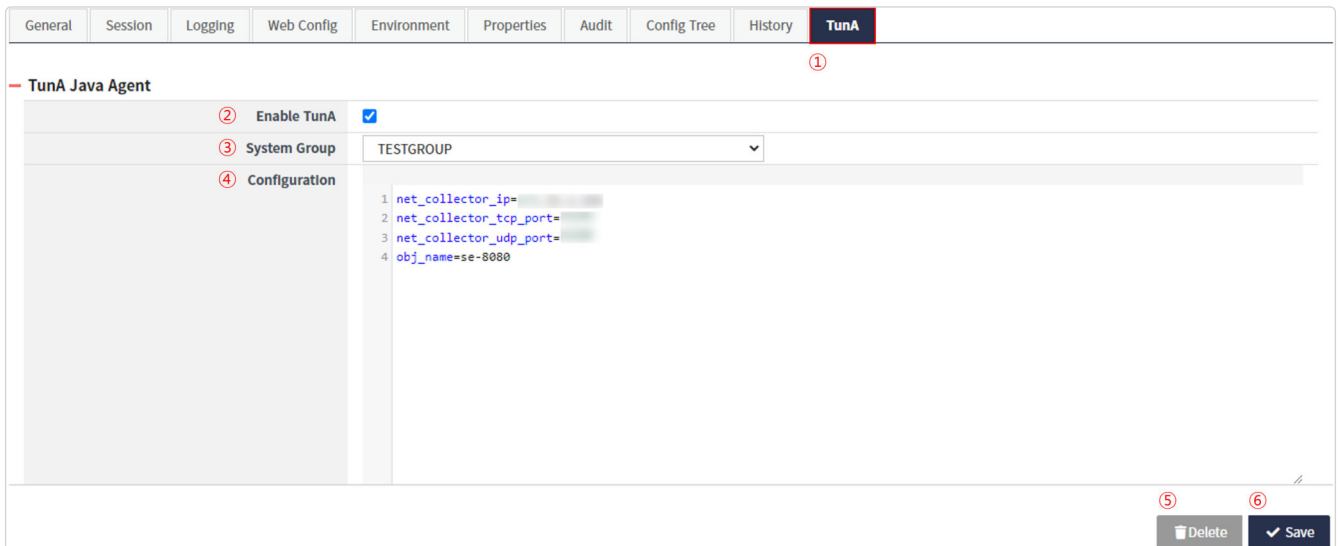 General Session Logging Web Config Environment Properties Audit Config Tree History TunA
①
TunA Java Agent
② Enable TunA
③ System Group TESTGROUP
④ Configuration
1 net_collector_ip=
2 net_collector_tcp_port=
3 net_collector_udp_port=
4 obj_name=se-8080
⑤ ⑥
Delete Save